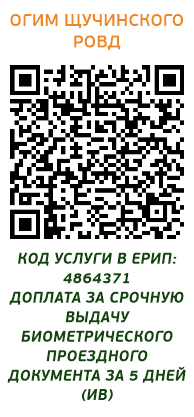 ОГИМ ЩУЧИНСКОГО
РОВД
КОД УСЛУГИ В ЕРИП:
4864371
ДОПЛАТА ЗА СРОЧНУЮ
ВЫДАЧУ
БИОМЕТРИЧЕСКОГО
ПРОЕЗДНОГО
ДОКУМЕНТА ЗА 5 ДНЕЙ
(ИВ)